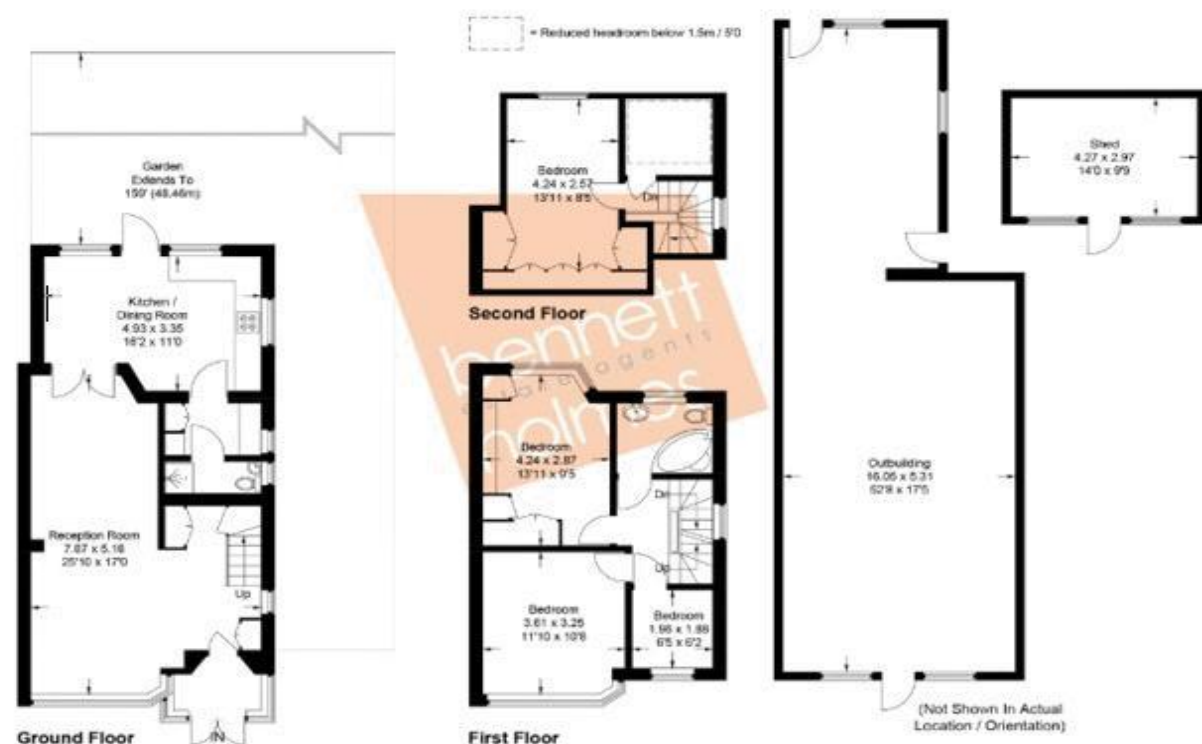 = Reduced headroom below 1.5m / 5'0
Garden
Extends To
159' (48.46m)
Kitchen /
Dining Room
4.93 x 3.35
16'2 x 11'0
Reception Room
7.87 x 5.16
25'10 x 17'0
Up
IN
Ground Floor
Bedroom
4.24 x 2.57
13'11 x 8'5
Dn
Second Floor
bennett
estate agents
holmes
Bedroom
4.24 x 2.87
13'11 x 9'5
Dn
Up
Bedroom
3.61 x 3.25
11'10 x 10'8
Bedroom
1.96 x 1.88
6'5 x 6'2
First Floor
Outbuilding
16.05 x 5.31
52'8 x 17'5
Shed
4.27 x 2.97
14'0 x 9'9
(Not Shown In Actual
Location / Orientation)